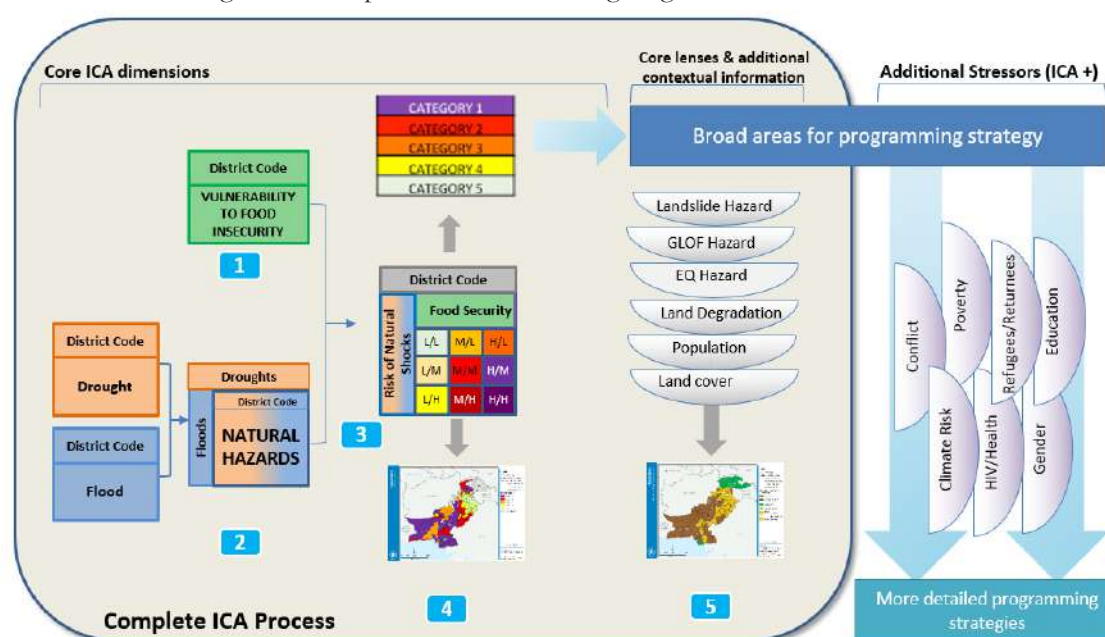 Core ICA dimensions
Core lenses & additional
contextual information
Additional Stressors (ICA +)
CATEGORY 1
CATEGORY 2
CATEGORY 3
CATEGORY 4
CATEGORY 5
Broad areas for programming strategy
District Code
VULNERABILITY
TO FOOD
INSECURITY
1
District Code
Drought
District Code
Flood
Droughts
Floods
District Code
NATURAL
HAZARDS
2
District Code
Risk of Natural
Shocks
Food Security
L/L M/L H/L
L/M M/M H/M
L/H M/H H/H
3
4
Landslide Hazard
GLOF Hazard
EQ Hazard
Land Degradation
Population
Land cover
5
Conflict
Poverty
Refugees/Returnees
Education
Climate Risk
HIV/Health
Gender
More detailed programming
strategies
Complete ICA Process